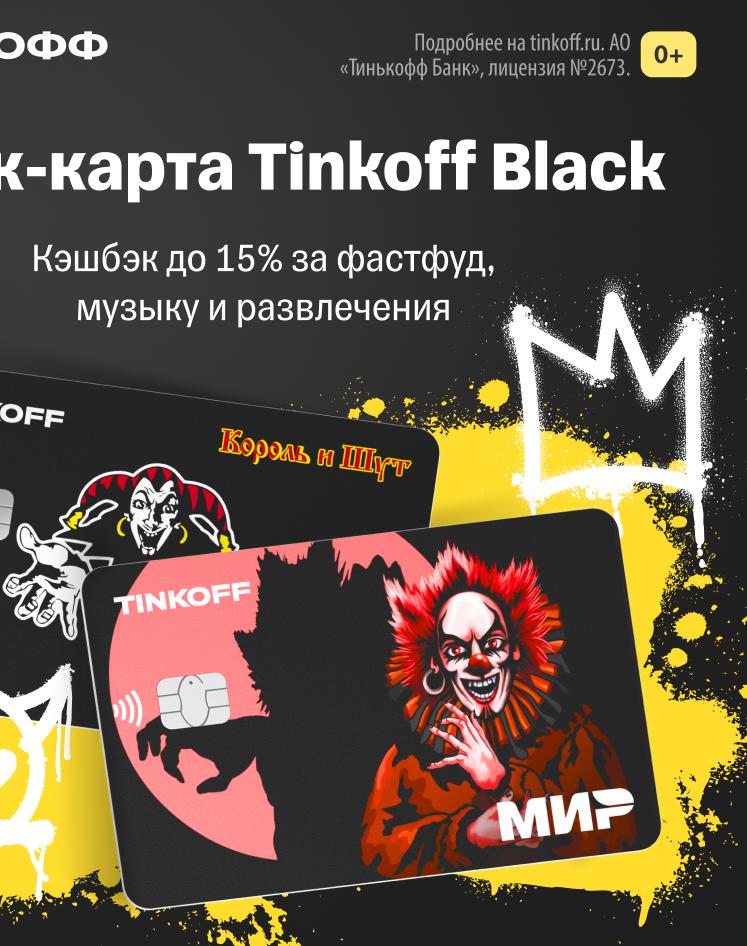 ОФФ
Подробнее на tinkoff.ru. АО
«Тинькофф Банк», лицензия №2673.
0+
к-карта Tinkoff Black
Кэшбэк до 15% за фастфуд,
музыку и развлечения
KOFF
Король и Шут
TINKOFF
МИР